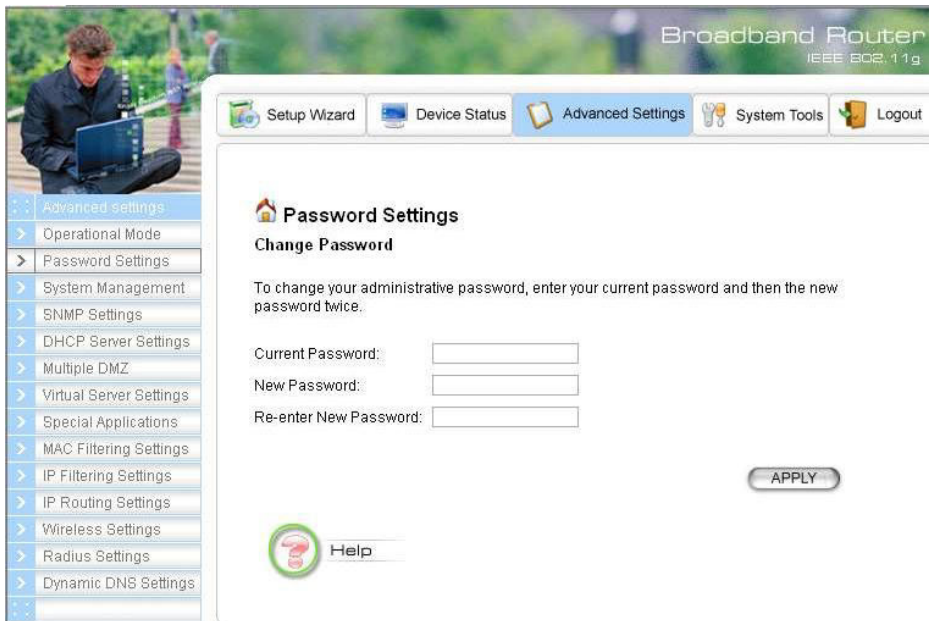 Broadband Router
IEEE 802.11g
Setup Wizard
Device Status
Advanced Settings
System Tools
Logout
Advanced settings
Operational Mode
Password Settings
System Management
SNMP Settings
DHCP Server Settings
Multiple DMZ
Virtual Server Settings
Special Applications
MAC Filtering Settings
IP Filtering Settings
IP Routing Settings
Wireless Settings
Radius Settings
Dynamic DNS Settings
Password Settings
Change Password
To change your administrative password, enter your current password and then the new
password twice.
Current Password:
New Password:
Re-enter New Password:
APPLY
Help